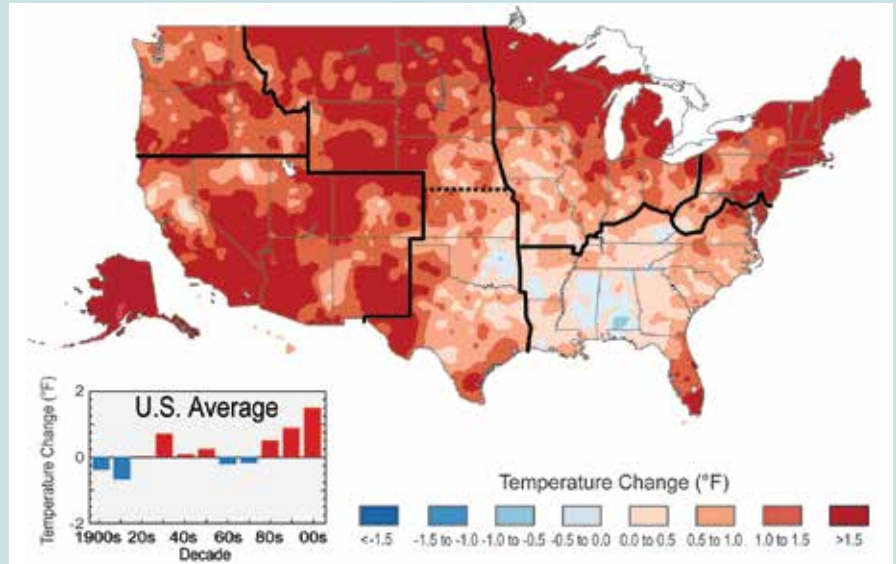 2
U.S. Average
0
-2
Temperature Change (°F)
1900s 20s 40s 60s 80s 00s
Decade
Temperature Change (°F)
<-1.5 -1.5 to -1.0 -1.0 to -0.5 -0.5 to 0.0 0.0 to 0.5 0.5 to 1.0 1.0 to 1.5 >1.5